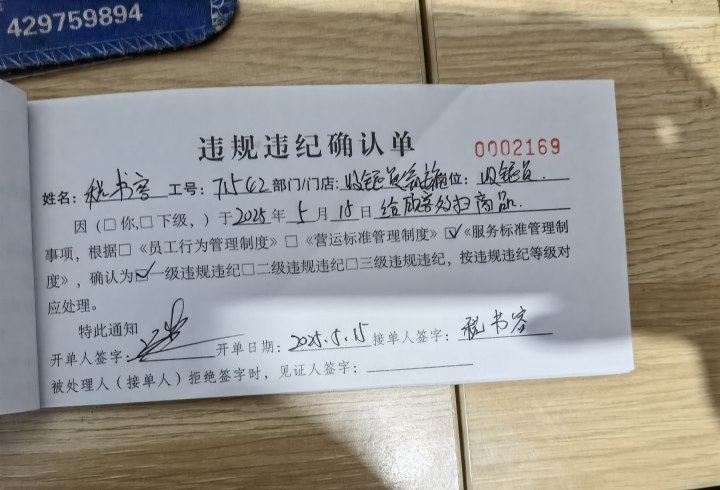 429759894
违规违纪确认单 0002169
姓名：税书容 工号：71542 部门/门店：收银员 岗位：收银员.
因（□你，□下级，）于2025年5月15日给顾客多扫商品.
事项，根据□《员工行为管理制度》□《营运标准管理制度》☑《服务标准管理制
度》，确认为☑一级违规违纪□二级违规违纪□三级违规违纪，按违规违纪等级对
应处理。
特此通知
开单人签字： 开单日期：2025.5.15 接单人签字：税书容
被处理人（接单人）拒绝签字时，见证人签字：